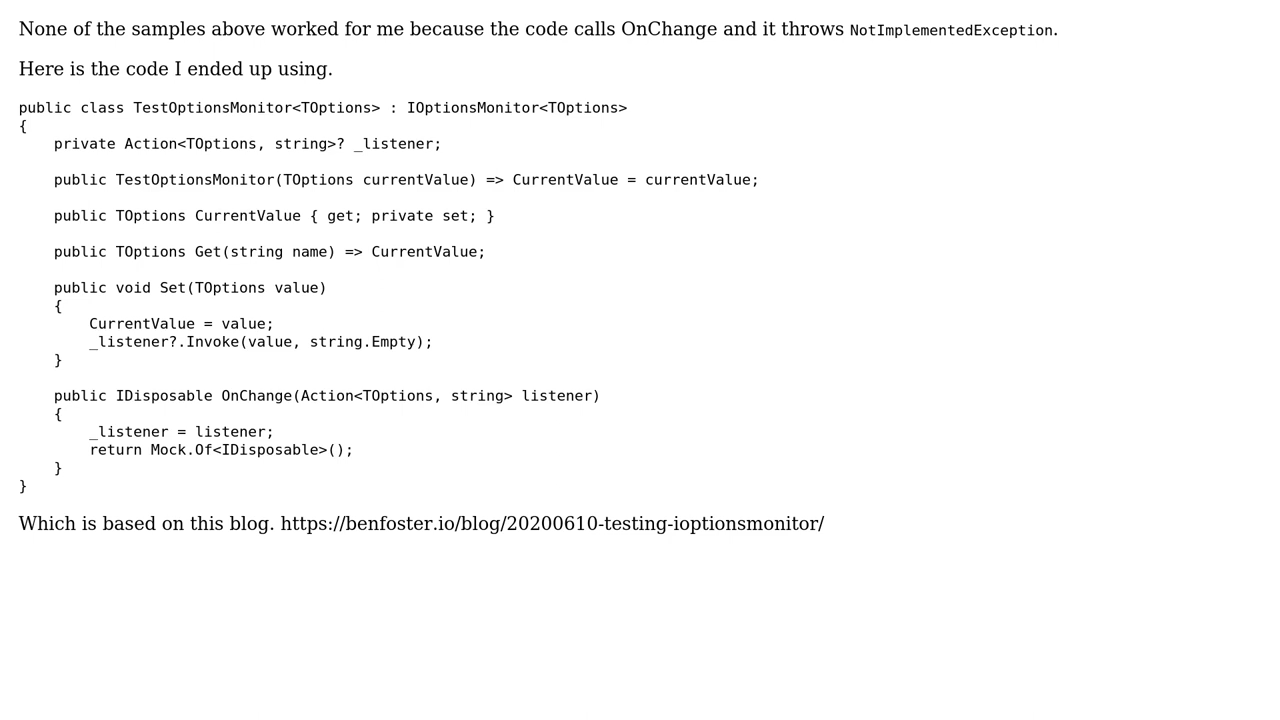 None of the samples above worked for me because the code calls OnChange and it throws NotImplementedException.
Here is the code I ended up using.
public class TestOptionsMonitor<TOptions> : IOptionsMonitor<TOptions>
{
    private Action<TOptions, string>? _listener;
    public TestOptionsMonitor(TOptions currentValue) => CurrentValue = currentValue;
    public TOptions CurrentValue { get; private set; }
    public TOptions Get(string name) => CurrentValue;
    public void Set(TOptions value)
    {
        CurrentValue = value;
        _listener?.Invoke(value, string.Empty);
    }
    public IDisposable OnChange(Action<TOptions, string> listener)
    {
        _listener = listener;
        return Mock.Of<IDisposable>();
    }
}
Which is based on this blog. https://benfoster.io/blog/20200610-testing-ioptionsmonitor/